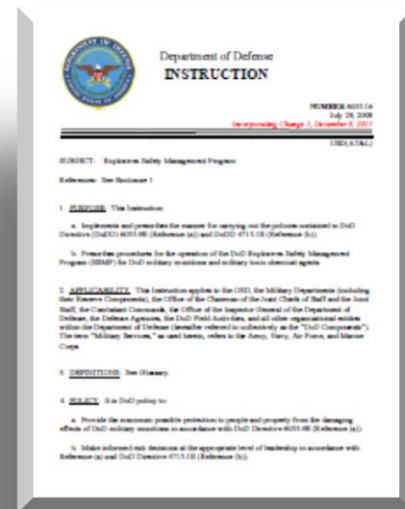 DEPARTMENT OF DEFENSE
UNITED STATES OF AMERICA
Department of Defense
INSTRUCTION
NUMBER 6055.16
July 29, 2008
Incorporating Change 1, December 8, 2011
USD(AT&L)
SUBJECT: Explosives Safety Management Program
References: See Enclosure 1
1. PURPOSE. This Instruction:
a. Implements and prescribes the manner for carrying out the policies contained in DoD
Directive (DoDD) 6055.9E (Reference (a)) and DoDD 4715.1E (Reference (b)).
b. Prescribes procedures for the operation of the DoD Explosives Safety Management
Program (ESMP) for DoD military munitions and military toxic chemical agents.
2. APPLICABILITY. This Instruction applies to the OSD, the Military Departments (including
their Reserve Components), the Office of the Chairman of the Joint Chiefs of Staff and the Joint
Staff, the Combatant Commands, the Office of the Inspector General of the Department of
Defense, the Defense Agencies, the DoD Field Activities, and all other organizational entities
within the Department of Defense (hereafter referred to collectively as the "DoD Components").
The term "Military Services," as used herein, refers to the Army, Navy, Air Force, and Marine
Corps.
3. DEFINITIONS. See Glossary.
4. POLICY. It is DoD policy to:
a. Provide the maximum possible protection to people and property from the damaging
effects of DoD military munitions in accordance with DoD Directive 6055.9E (Reference (a)).
b. Make informed risk decisions at the appropriate level of leadership in accordance with
Reference (a) and DoD Directive 4715.1E (Reference (b)).